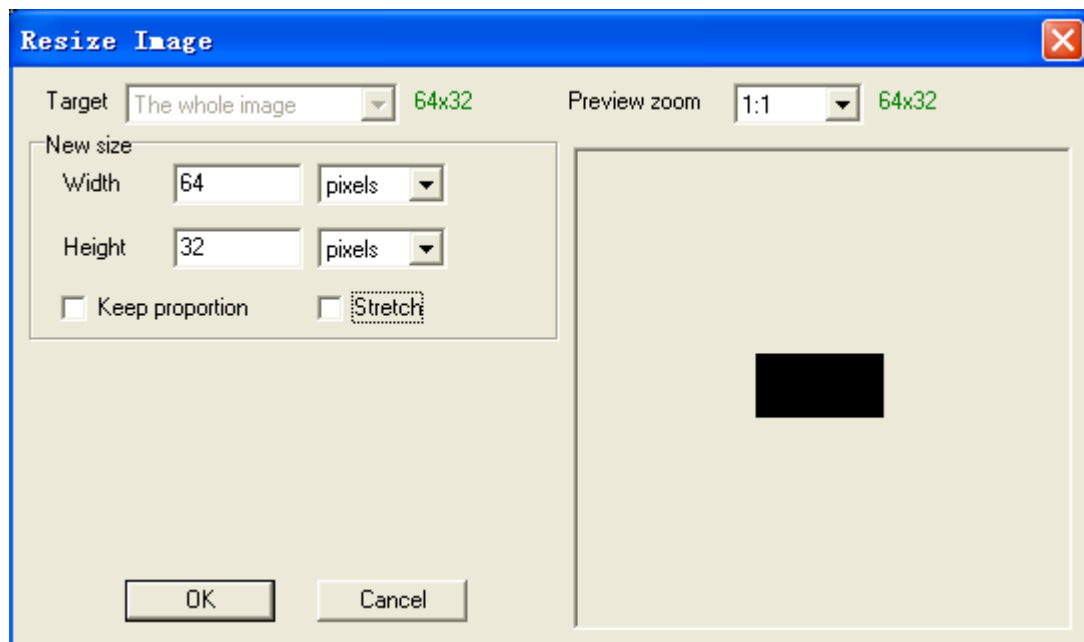 Resize Image
Target The whole image 64x32 Preview zoom 1:1 64x32
New size
Width 64 pixels
Height 32 pixels
Keep proportion Stretch
OK Cancel